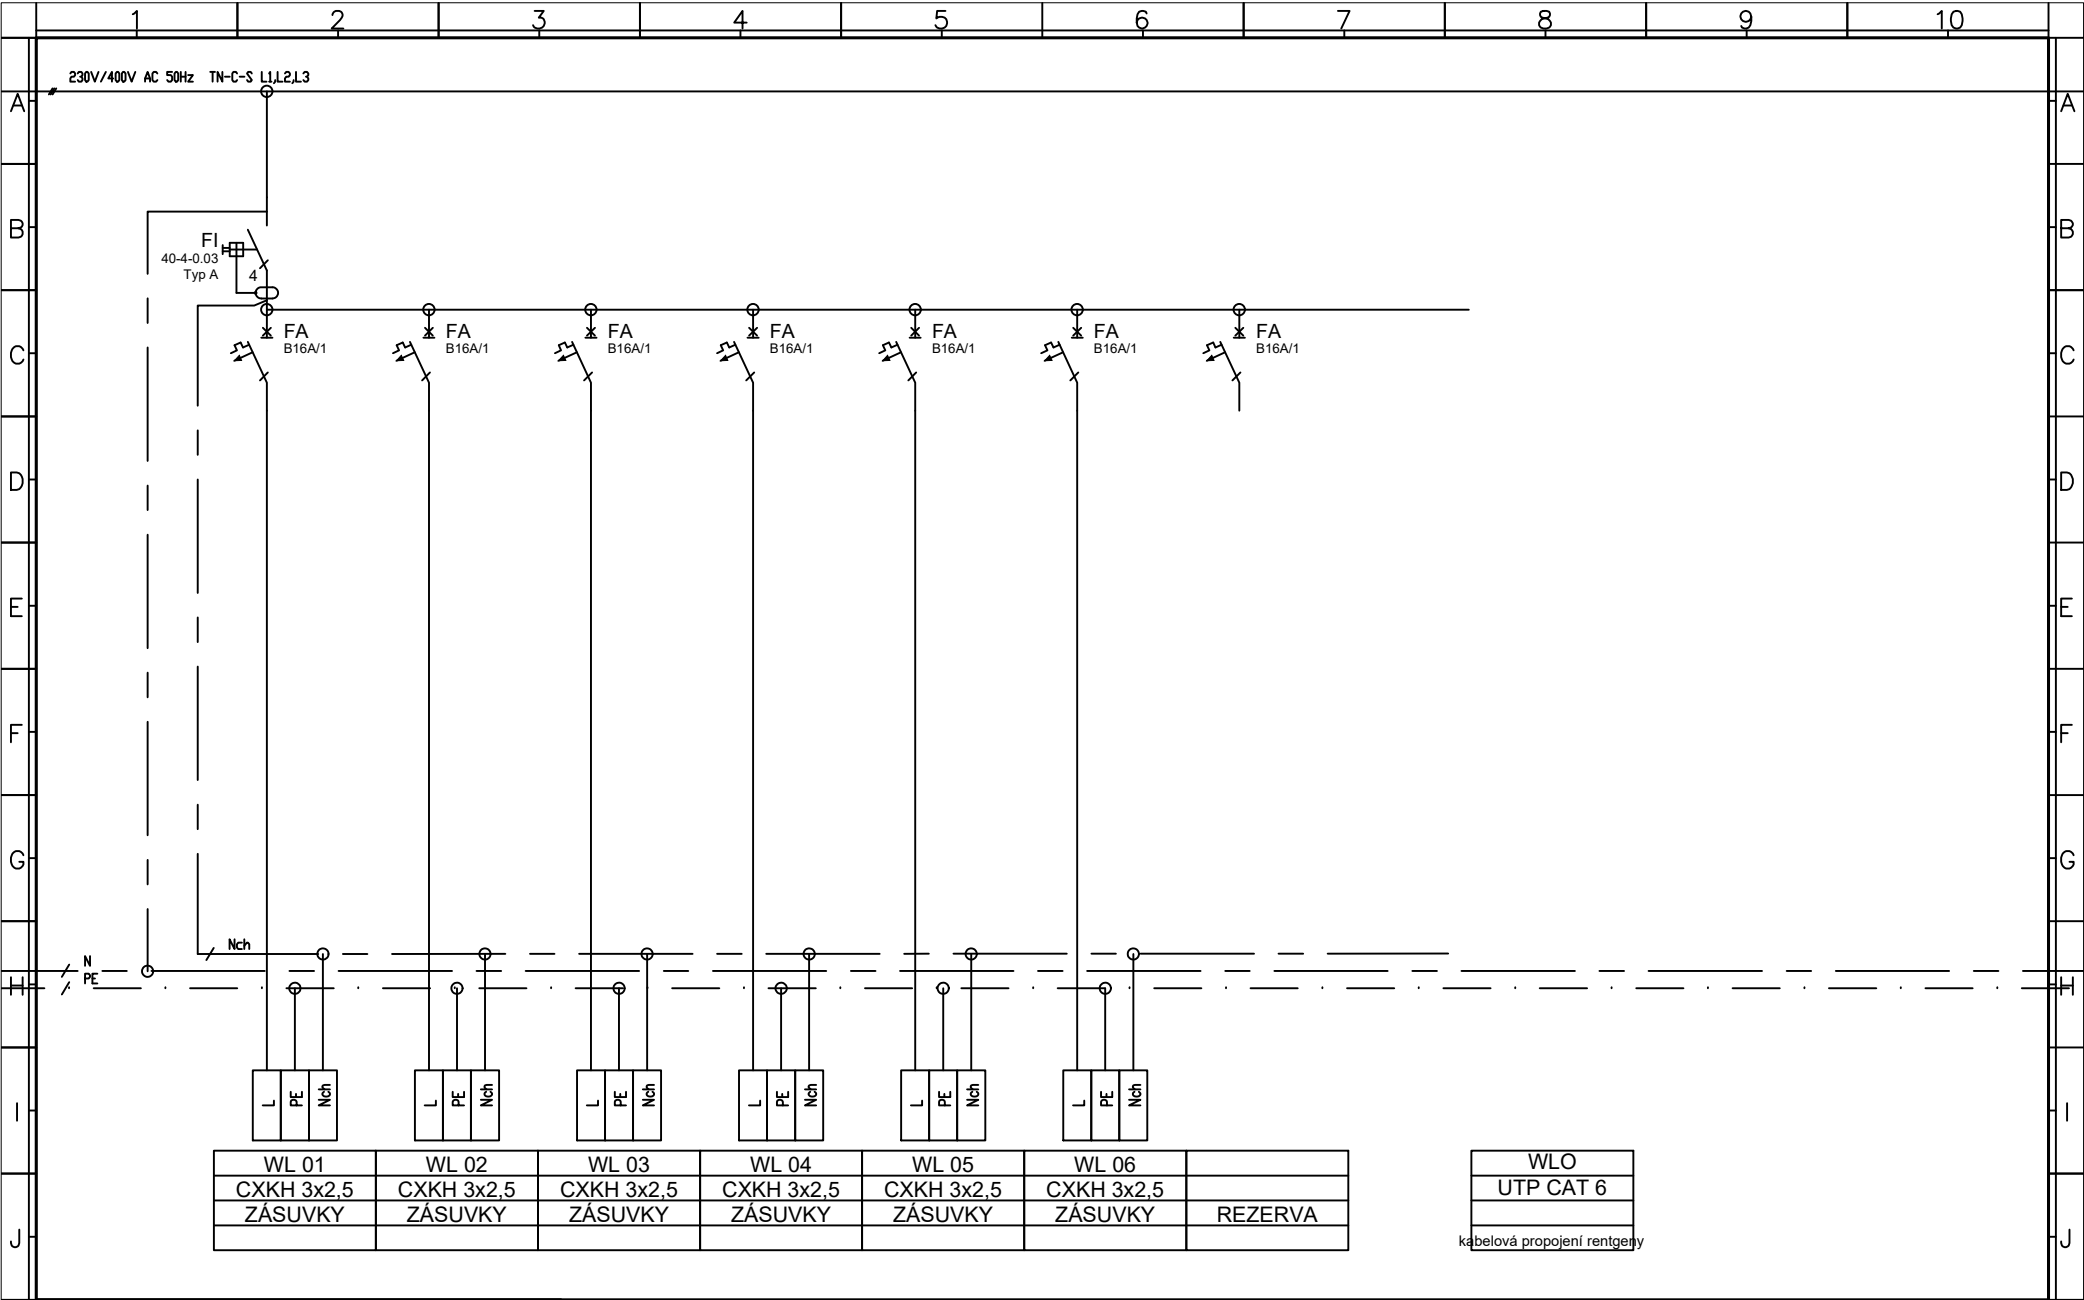 1 2 3 4 5 6 7 8 9 10
230V/400V AC 50Hz TN-C-S L1,L2,L3
A A
B B
FI
40-4-0.03
Typ A 4
FA FA FA FA FA FA FA
B16A/1 B16A/1 B16A/1 B16A/1 B16A/1 B16A/1 B16A/1
C C
D D
E E
F F
G G
Nch
N
PE
H H
L PE Nch L PE Nch L PE Nch L PE Nch L PE Nch L PE Nch
I I
WL 01 WL 02 WL 03 WL 04 WL 05 WL 06 WLO
CXKH 3x2,5 CXKH 3x2,5 CXKH 3x2,5 CXKH 3x2,5 CXKH 3x2,5 CXKH 3x2,5 UTP CAT 6
ZÁSUVKY ZÁSUVKY ZÁSUVKY ZÁSUVKY ZÁSUVKY ZÁSUVKY REZERVA
J kabelová propojení rentgeny J